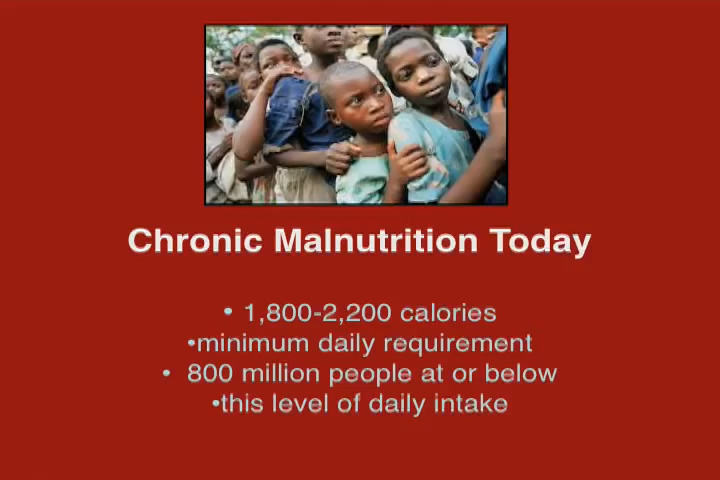 Chronic Malnutrition Today
• 1,800-2,200 calories
•minimum daily requirement
• 800 million people at or below
•this level of daily intake